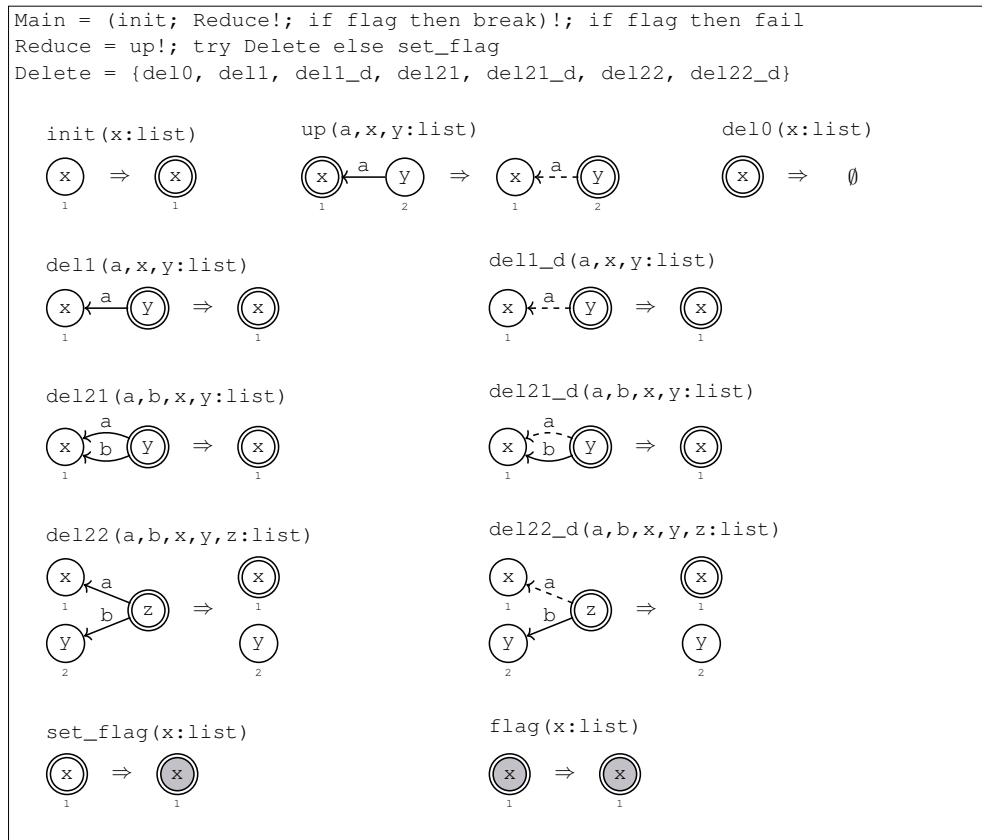 Main = (init; Reduce!; if flag then break)!; if flag then fail
Reduce = up!; try Delete else set_flag
Delete = {del0, del1, del1_d, del21, del21_d, del22, del22_d}
init(x:list) up(a,x,y:list) del0(x:list)
x ⇒ x x a y ⇒ x a y x ⇒ ∅
1 1 1 2 1 2
del1(a,x,y:list) del1_d(a,x,y:list)
x a y ⇒ x x a y ⇒ x
1 1 1 1
del21(a,b,x,y:list) del21_d(a,b,x,y:list)
a a
x b y ⇒ x x b y ⇒ x
1 1 1 1
del22(a,b,x,y,z:list) del22_d(a,b,x,y,z:list)
x a x x a x
1 1 1 1
b z ⇒ b z ⇒
y y y y
2 2 2 2
set_flag(x:list) flag(x:list)
x ⇒ x x ⇒ x
1 1 1 1